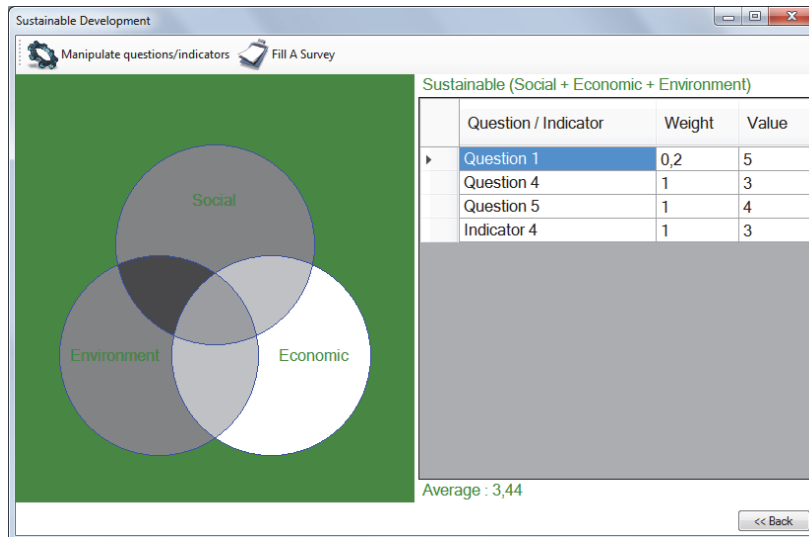 Sustainable Development
Manipulate questions/indicators Fill A Survey
Sustainable (Social + Economic + Environment)
Question / Indicator Weight Value
Question 1 0,2 5
Question 4 1 3
Question 5 1 4
Indicator 4 1 3
Social
Environment Economic
Average : 3,44
<< Back